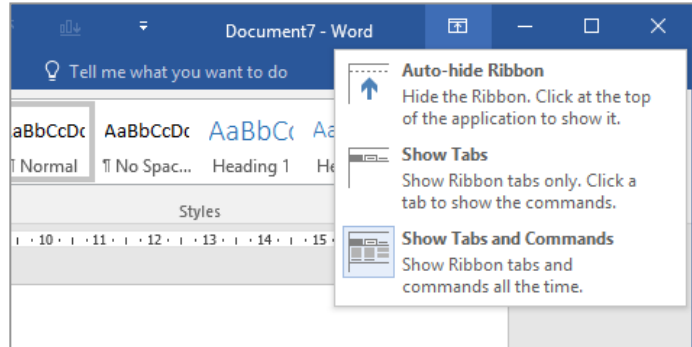 Document7 - Word
Tell me what you want to do
Auto-hide Ribbon
Hide the Ribbon. Click at the top
of the application to show it.
Show Tabs
Show Ribbon tabs only. Click a
tab to show the commands.
Show Tabs and Commands
Show Ribbon tabs and
commands all the time.
aBbCcDc AaBbCcDc AaBbC( Aa
¶ Normal ¶ No Spac... Heading 1 He
Styles
· 10 · · 11 · · 12 · · 13 · · 14 · · 15 ·